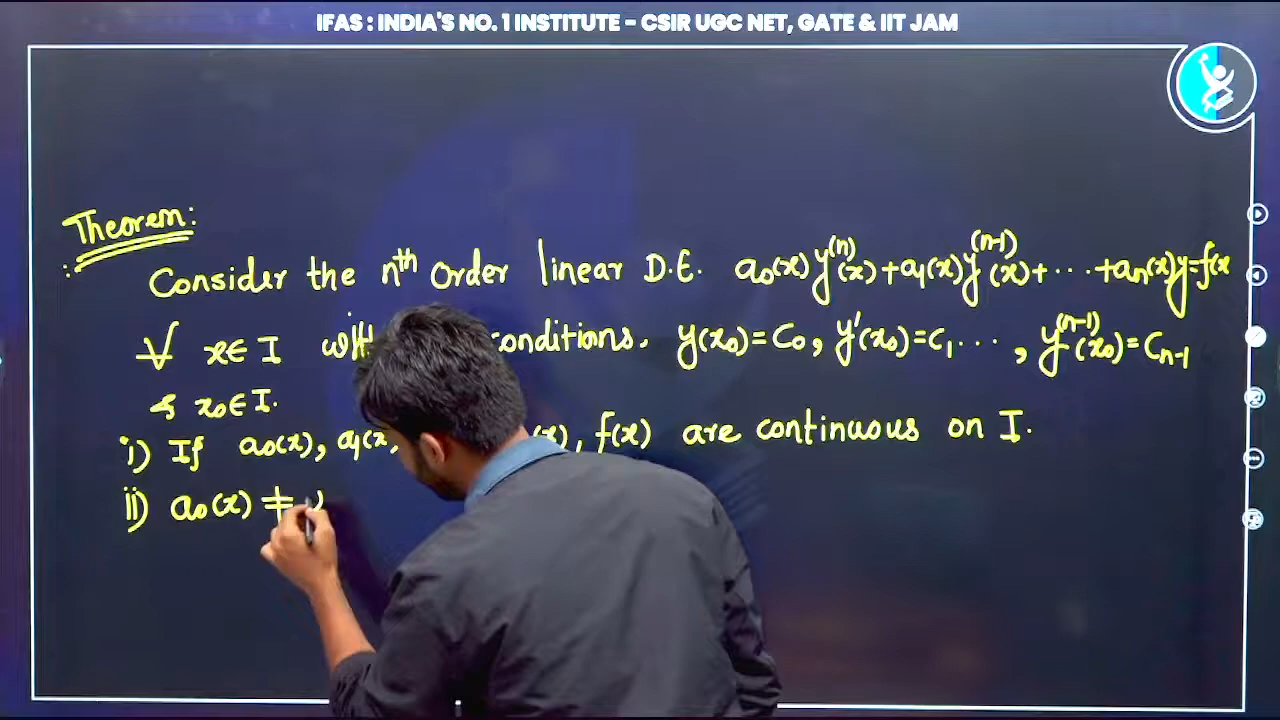 IFAS : INDIA'S NO. 1 INSTITUTE - CSIR UGC NET, GATE & IIT JAM
Theorem:
Consider the nth order linear D.E. a₀(x)y⁽ⁿ⁾(x)+a₁(x)y⁽ⁿ⁻¹⁾(x)+...+aₙ(x)y=f(x
∀ x∈I conditions. y(x₀)=C₀, y'(x₀)=C₁..., y⁽ⁿ⁻¹⁾(x₀)=Cₙ₋₁
& x₀∈I.
i) If a₀(x), a₁(x, (x), f(x) are continuous on I.
ii) a₀(x) ≠